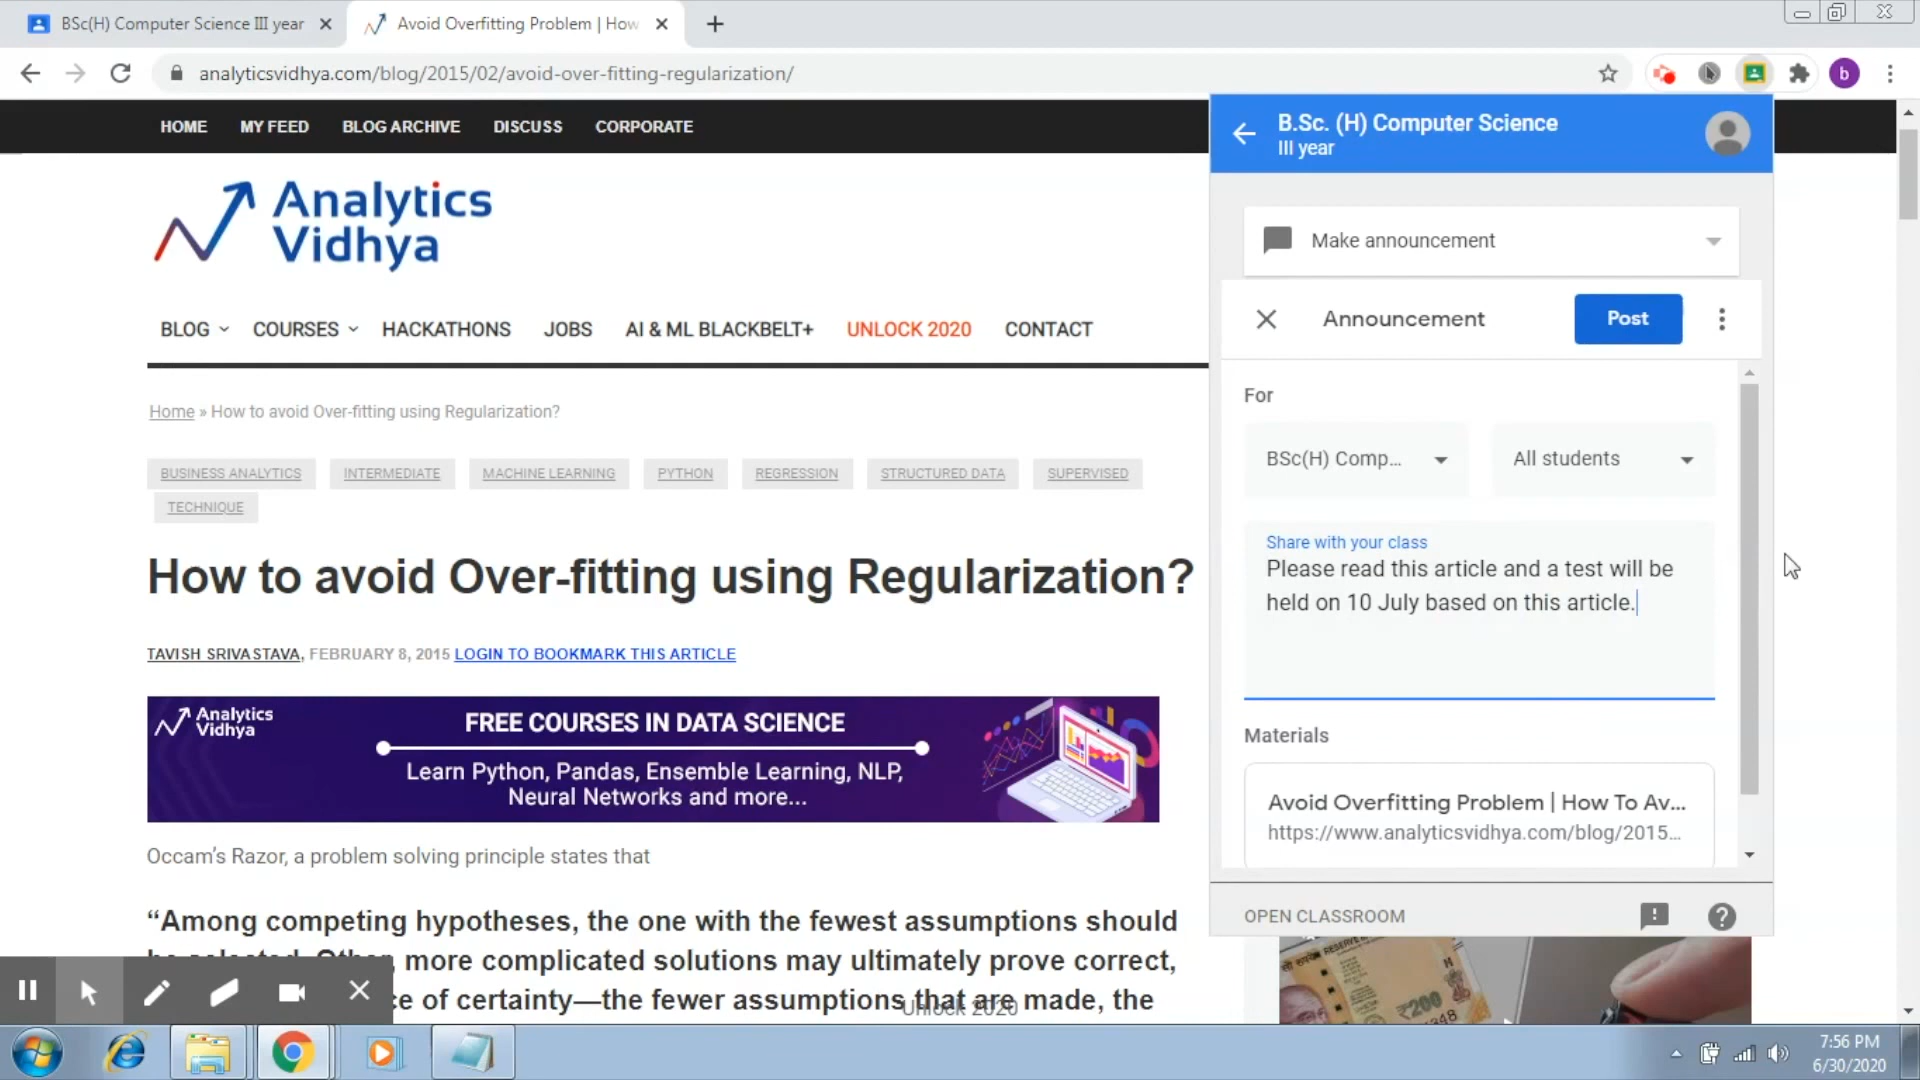 BSc(H) Computer Science III year
Avoid Overfitting Problem | How
analyticsvidhya.com/blog/2015/02/avoid-over-fitting-regularization/
b
HOME MY FEED BLOG ARCHIVE DISCUSS CORPORATE
Analytics
Vidhya
BLOG COURSES HACKATHONS JOBS AI & ML BLACKBELT+ UNLOCK 2020 CONTACT
Home » How to avoid Over-fitting using Regularization?
BUSINESS ANALYTICS INTERMEDIATE MACHINE LEARNING PYTHON REGRESSION STRUCTURED DATA SUPERVISED
TECHNIQUE
How to avoid Over-fitting using Regularization?
TAVISH SRIVASTAVA, FEBRUARY 8, 2015 LOGIN TO BOOKMARK THIS ARTICLE
Analytics
Vidhya
FREE COURSES IN DATA SCIENCE
Learn Python, Pandas, Ensemble Learning, NLP,
Neural Networks and more...
Occam's Razor, a problem solving principle states that
“Among competing hypotheses, the one with the fewest assumptions should
more complicated solutions may ultimately prove correct,
ce of certainty—the fewer assumptions that are made, the
Unlock 2020
B.Sc. (H) Computer Science
III year
Make announcement
Announcement
Post
For
BSc(H) Comp...
All students
Share with your class
Please read this article and a test will be
held on 10 July based on this article.
Materials
Avoid Overfitting Problem | How To Av...
https://www.analyticsvidhya.com/blog/2015...
OPEN CLASSROOM
₹200
348
7:56 PM
6/30/2020